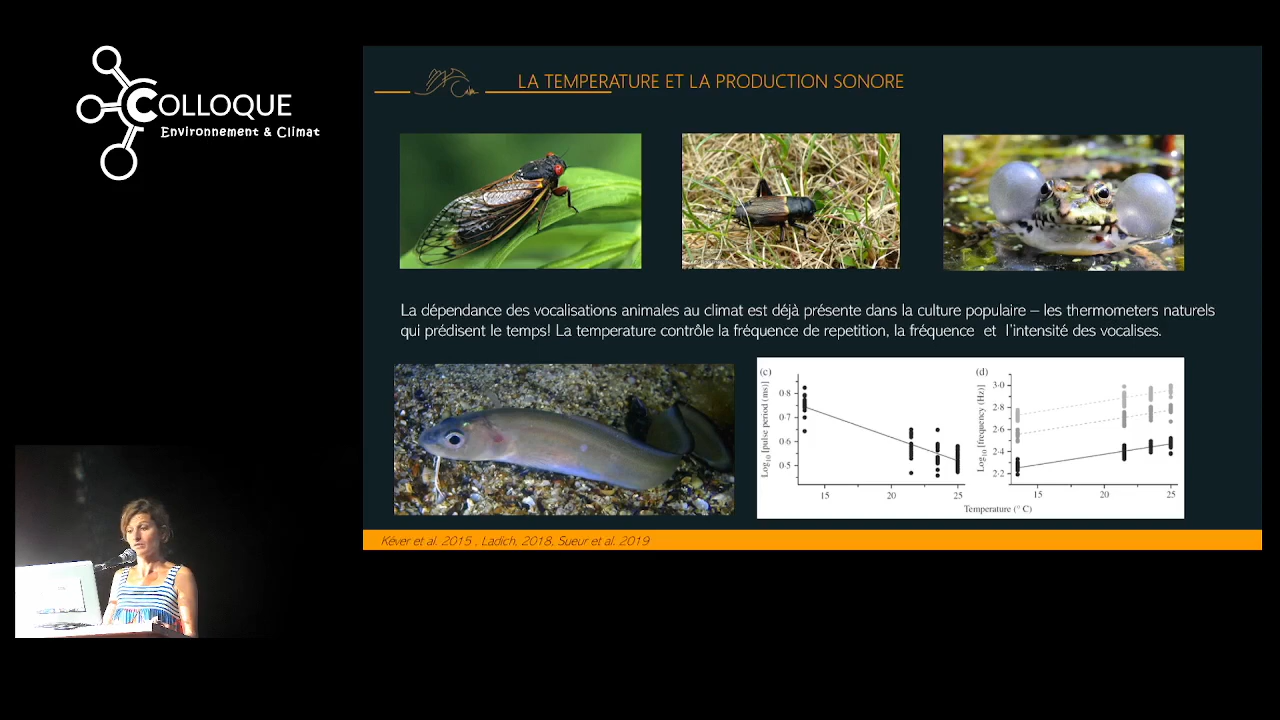 COLLOQUE
Environnement & Climat
LA TEMPERATURE ET LA PRODUCTION SONORE
La dépendance des vocalisations animales au climat est déjà présente dans la culture populaire – les thermometers naturels
qui prédisent le temps! La temperature contrôle la fréquence de repetition, la fréquence et l'intensité des vocalises.
(c)
Log10 [pulse period (ms)]
0·8
0·7
0·6
0·5
15
20
25
(d)
Log10 [frequency (Hz)]
3·0
2·8
2·6
2·4
2·2
15
20
25
Temperature (° C)
Kéver et al. 2015 , Ladich, 2018, Sueur et al. 2019